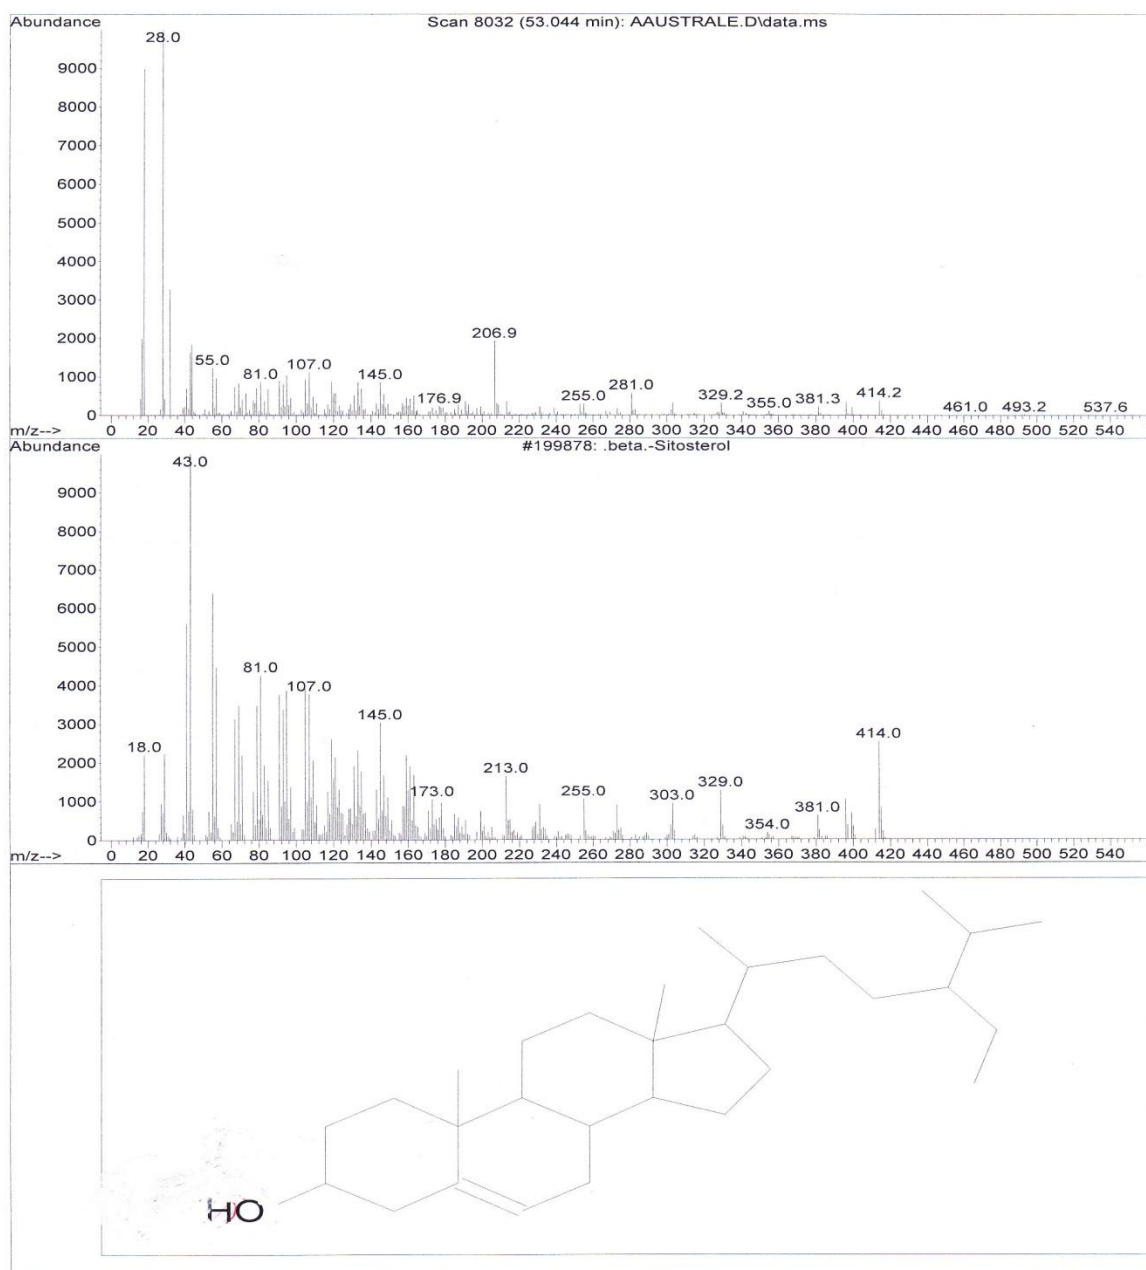 Abundance Scan 8032 (53.044 min): AAUSTRALE.D\data.ms
28.0
9000
8000
7000
6000
5000
4000
3000
2000 206.9
1000 55.0 81.0 107.0 145.0 176.9 255.0 281.0 329.2 355.0 381.3 414.2 461.0 493.2 537.6
0
m/z--> 0 20 40 60 80 100 120 140 160 180 200 220 240 260 280 300 320 340 360 380 400 420 440 460 480 500 520 540
Abundance #199878: .beta.-Sitosterol
43.0
9000
8000
7000
6000
5000
4000 81.0 107.0
3000 145.0
2000 18.0 414.0
1000 173.0 213.0 255.0 303.0 329.0 354.0 381.0
0
m/z--> 0 20 40 60 80 100 120 140 160 180 200 220 240 260 280 300 320 340 360 380 400 420 440 460 480 500 520 540
HO